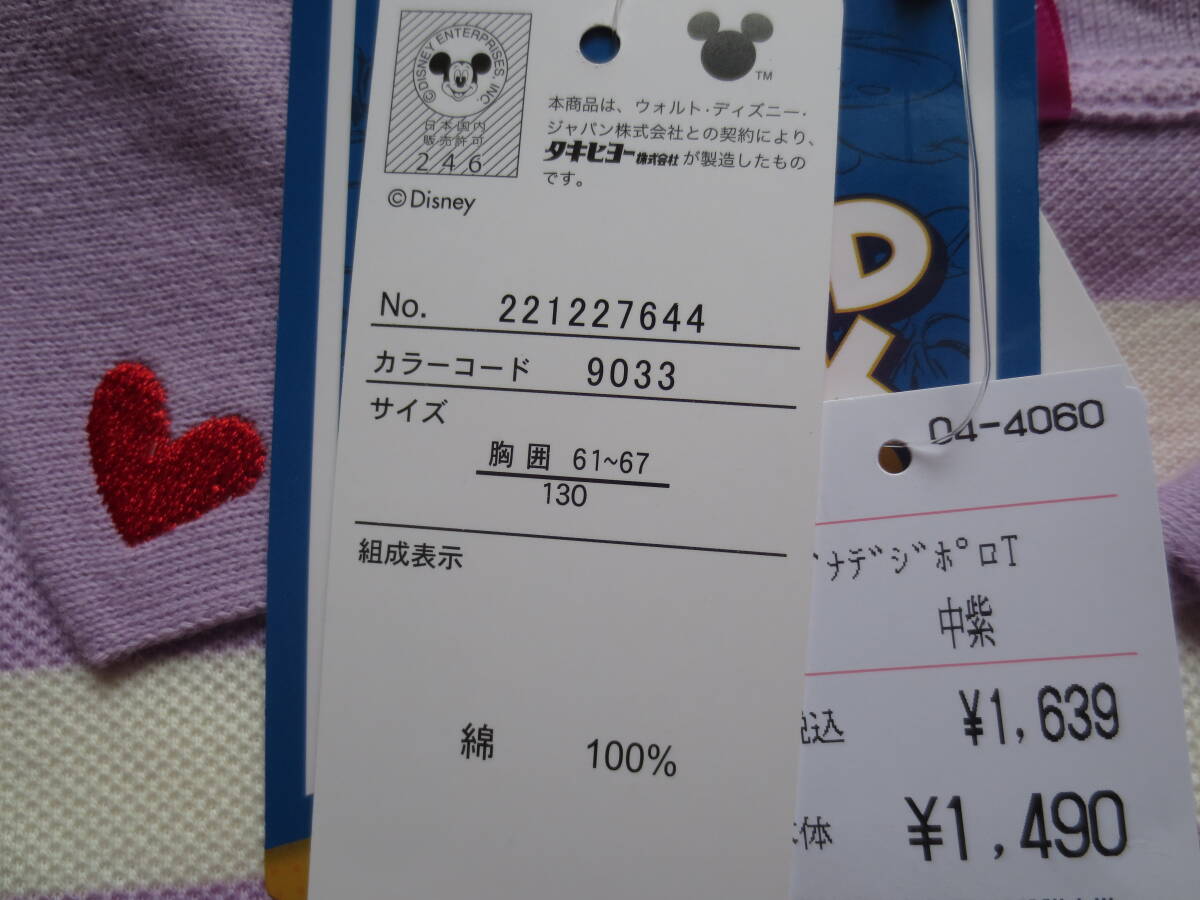 ©DISNEY ENTERPRISES, INC.
日本国内
販売許可
246
©Disney
TM
本商品は、ウォルト・ディズニー・
ジャパン株式会社との契約により、
タキヒヨー株式会社が製造したもの
です。
No. 221227644
カラーコード 9033
サイズ
胸囲 61~67
130
組成表示
綿 100%
D
04-4060
ナデジポロT
中紫
税込 ¥1,639
本体 ¥1,490